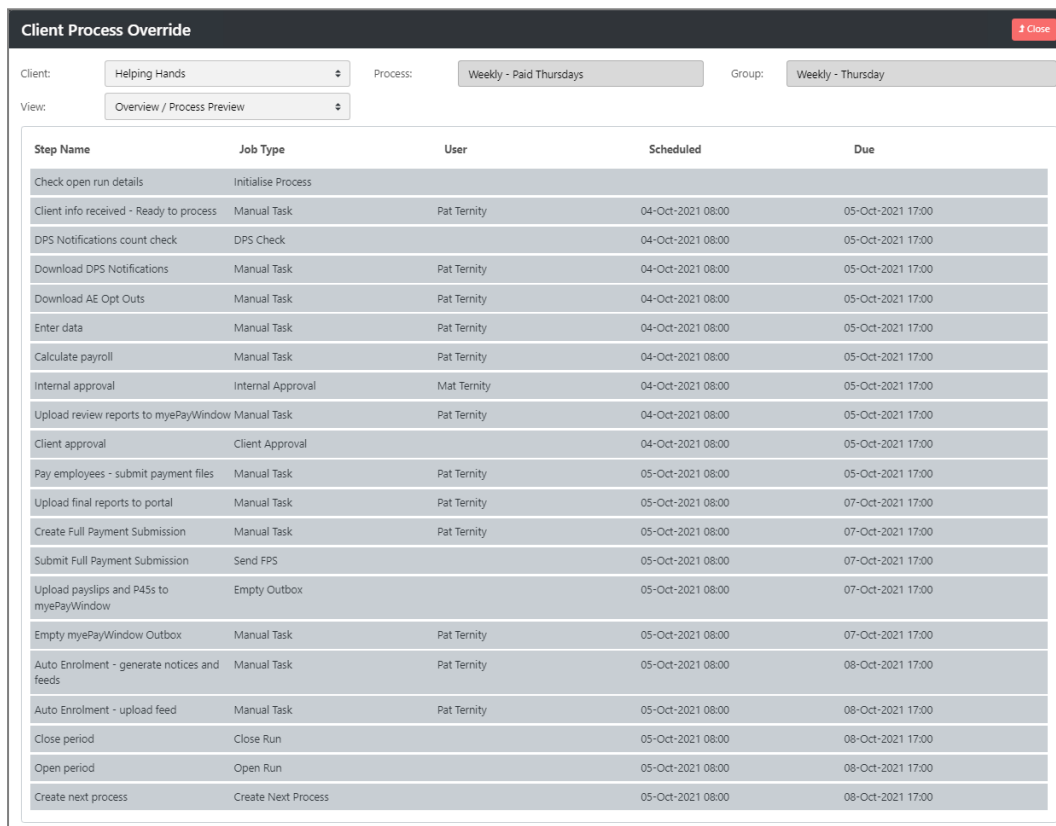 Client Process Override
Close
Client: Helping Hands Process: Weekly - Paid Thursdays Group: Weekly - Thursday
View: Overview / Process Preview
Step Name Job Type User Scheduled Due
Check open run details Initialise Process
Client info received - Ready to process Manual Task Pat Ternity 04-Oct-2021 08:00 05-Oct-2021 17:00
DPS Notifications count check DPS Check 04-Oct-2021 08:00 05-Oct-2021 17:00
Download DPS Notifications Manual Task Pat Ternity 04-Oct-2021 08:00 05-Oct-2021 17:00
Download AE Opt Outs Manual Task Pat Ternity 04-Oct-2021 08:00 05-Oct-2021 17:00
Enter data Manual Task Pat Ternity 04-Oct-2021 08:00 05-Oct-2021 17:00
Calculate payroll Manual Task Pat Ternity 04-Oct-2021 08:00 05-Oct-2021 17:00
Internal approval Internal Approval Mat Ternity 04-Oct-2021 08:00 05-Oct-2021 17:00
Upload review reports to myePayWindow Manual Task Pat Ternity 04-Oct-2021 08:00 05-Oct-2021 17:00
Client approval Client Approval 04-Oct-2021 08:00 05-Oct-2021 17:00
Pay employees - submit payment files Manual Task Pat Ternity 05-Oct-2021 08:00 05-Oct-2021 17:00
Upload final reports to portal Manual Task Pat Ternity 05-Oct-2021 08:00 07-Oct-2021 17:00
Create Full Payment Submission Manual Task Pat Ternity 05-Oct-2021 08:00 07-Oct-2021 17:00
Submit Full Payment Submission Send FPS 05-Oct-2021 08:00 07-Oct-2021 17:00
Upload payslips and P45s to Empty Outbox 05-Oct-2021 08:00 07-Oct-2021 17:00
myePayWindow
Empty myePayWindow Outbox Manual Task Pat Ternity 05-Oct-2021 08:00 07-Oct-2021 17:00
Auto Enrolment - generate notices and Manual Task Pat Ternity 05-Oct-2021 08:00 08-Oct-2021 17:00
feeds
Auto Enrolment - upload feed Manual Task Pat Ternity 05-Oct-2021 08:00 08-Oct-2021 17:00
Close period Close Run 05-Oct-2021 08:00 08-Oct-2021 17:00
Open period Open Run 05-Oct-2021 08:00 08-Oct-2021 17:00
Create next process Create Next Process 05-Oct-2021 08:00 08-Oct-2021 17:00